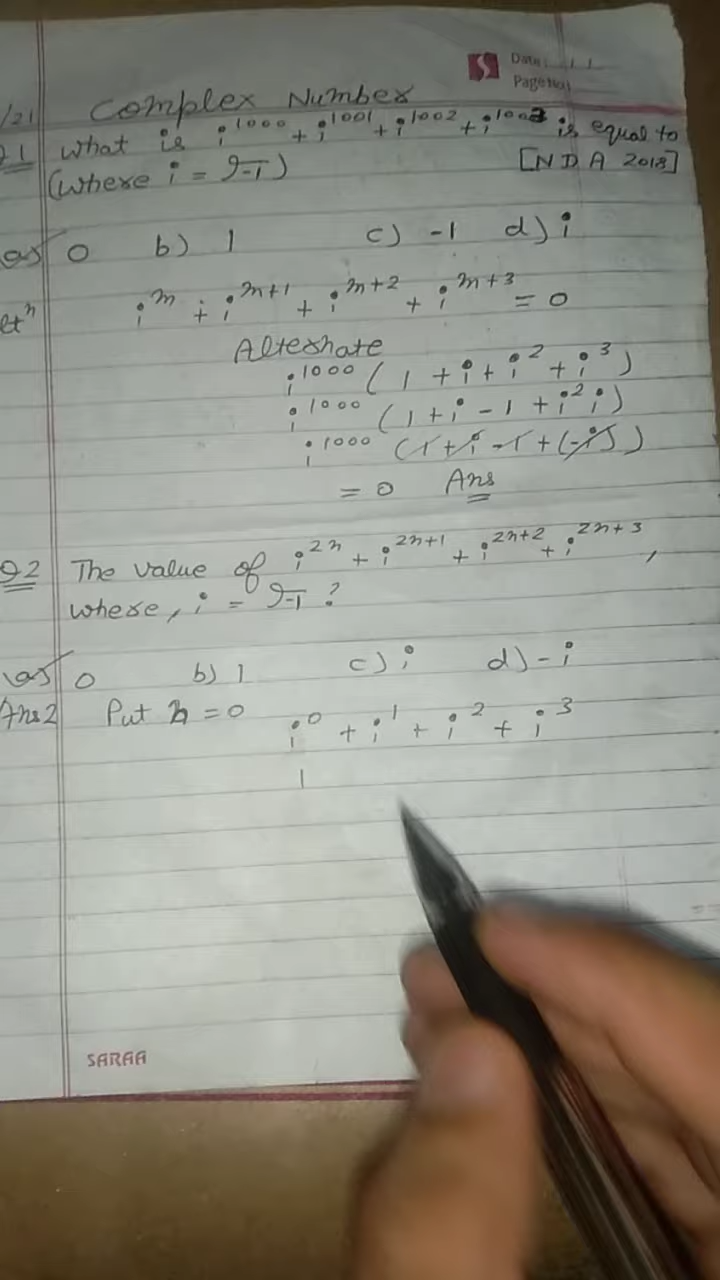 Date: / /
Page No:
/21 Complex Number
Q1 What is i^1000 + i^1001 + i^1002 + i^1003 is equal to
(where i = √-1) [NDA 2018]
a) 0 b) 1 c) -1 d) i
let^n i^m + i^m+1 + i^m+2 + i^m+3 = 0
Alternate
i^1000 (1 + i + i^2 + i^3)
i^1000 (1 + i - 1 + i^2 i)
i^1000 (1 + i - 1 + (-i))
= 0 Ans
Q2 The value of i^2n + i^2n+1 + i^2n+2 + i^2n+3,
where, i = √-1 ?
a) 0 b) 1 c) i d) -i
Ans2 Put n = 0 i^0 + i^1 + i^2 + i^3
1
SARAA